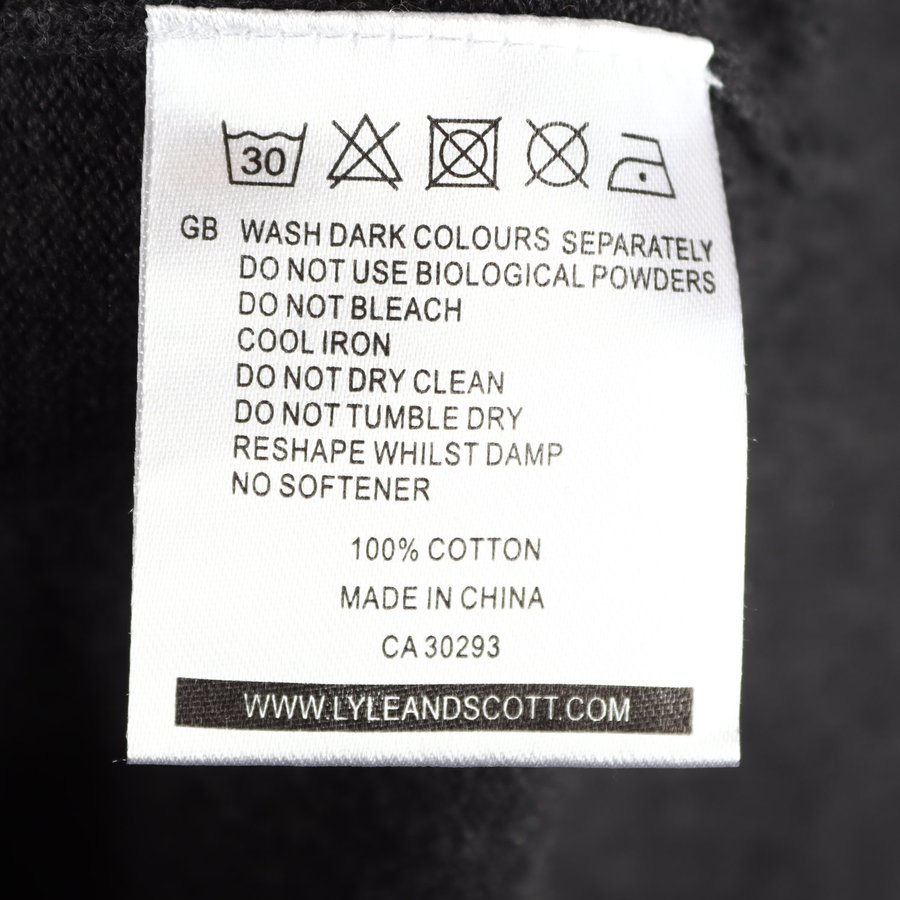 30
GB WASH DARK COLOURS SEPARATELY
DO NOT USE BIOLOGICAL POWDERS
DO NOT BLEACH
COOL IRON
DO NOT DRY CLEAN
DO NOT TUMBLE DRY
RESHAPE WHILST DAMP
NO SOFTENER
100% COTTON
MADE IN CHINA
CA 30293
WWW.LYLEANDSCOTT.COM